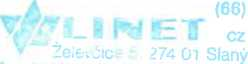 (66)
LINET cz
Želevčice 5, 274 01 Slaný